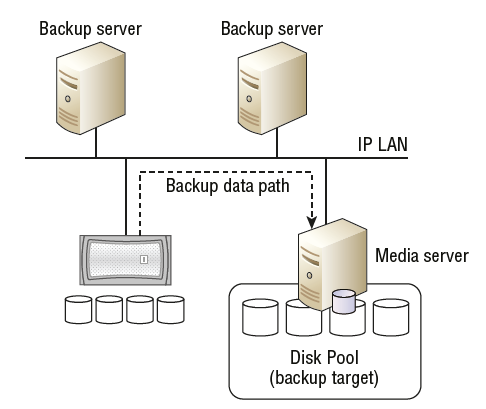 Backup server
Backup server
IP LAN
Backup data path
Media server
Disk Pool
(backup target)